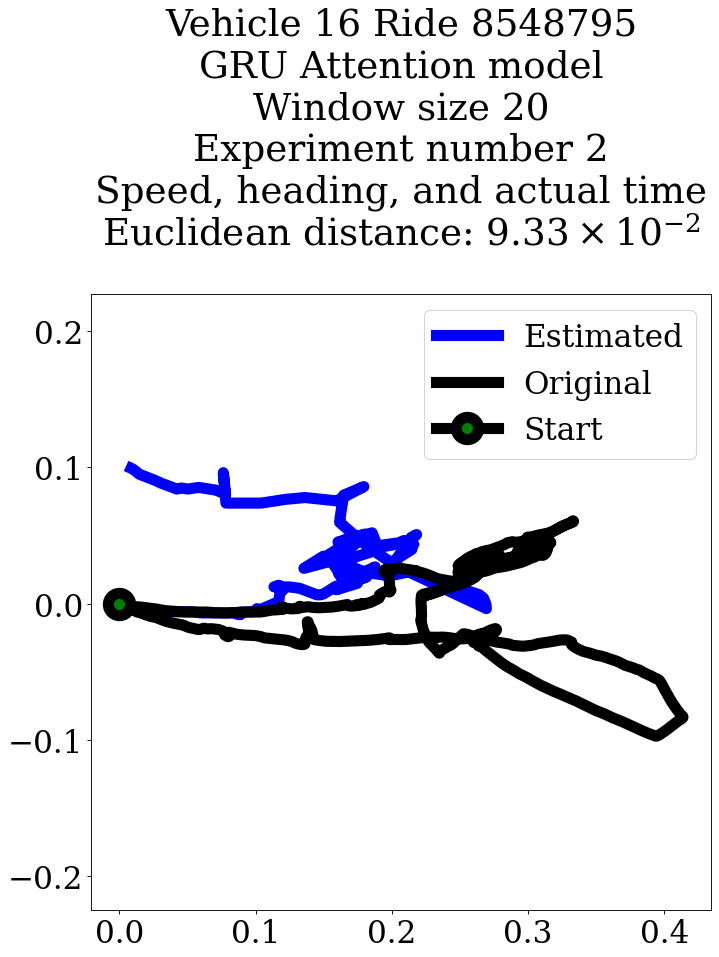 Vehicle 16 Ride 8548795
GRU Attention model
Window size 20
Experiment number 2
Speed, heading, and actual time
Euclidean distance: 9.33 × 10⁻²
Estimated
Original
Start
0.2
0.1
0.0
−0.1
−0.2
0.0 0.1 0.2 0.3 0.4